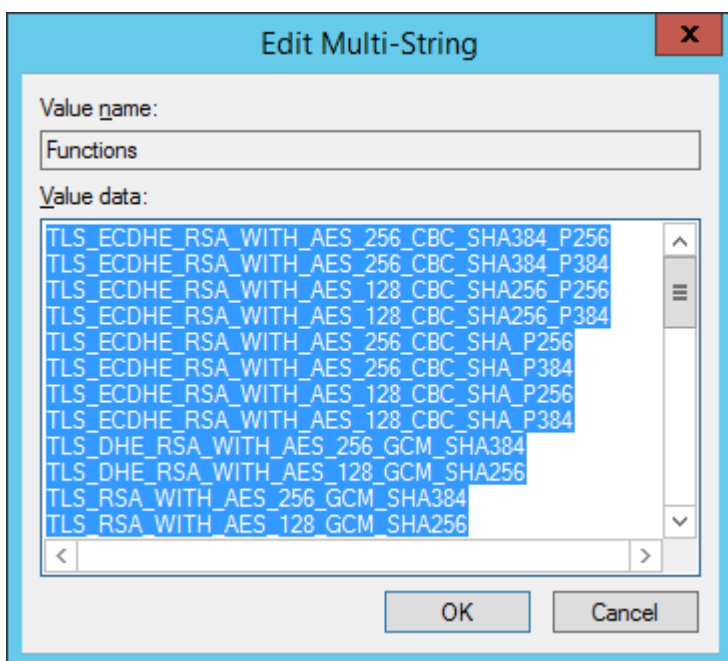 Edit Multi-String
x
Value name:
Functions
Value data:
TLS_ECDHE_RSA_WITH_AES_256_CBC_SHA384_P256
TLS_ECDHE_RSA_WITH_AES_256_CBC_SHA384_P384
TLS_ECDHE_RSA_WITH_AES_128_CBC_SHA256_P256
TLS_ECDHE_RSA_WITH_AES_128_CBC_SHA256_P384
TLS_ECDHE_RSA_WITH_AES_256_CBC_SHA_P256
TLS_ECDHE_RSA_WITH_AES_256_CBC_SHA_P384
TLS_ECDHE_RSA_WITH_AES_128_CBC_SHA_P256
TLS_ECDHE_RSA_WITH_AES_128_CBC_SHA_P384
TLS_DHE_RSA_WITH_AES_256_GCM_SHA384
TLS_DHE_RSA_WITH_AES_128_GCM_SHA256
TLS_RSA_WITH_AES_256_GCM_SHA384
TLS_RSA_WITH_AES_128_GCM_SHA256
OK Cancel